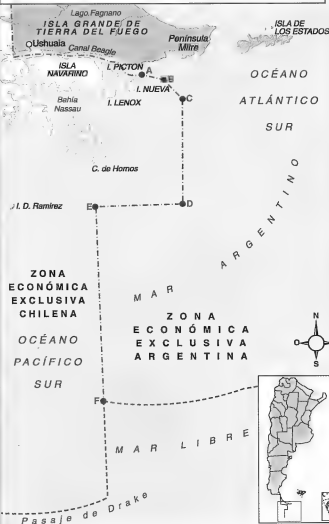 Lago Fagnano
ISLA GRANDE DE
TIERRA DEL FUEGO
ISLA DE
LOS ESTADOS
Ushuaia
Canal Beagle
Península
Mitre
ISLA
NAVARINO
I. PICTON
A
B
I. NUEVA
C
Bahía
Nassau
I. LENOX
OCÉANO
ATLÁNTICO
SUR
C. de Hornos
I. D. Ramírez
E
D
MAR ARGENTINO
ZONA
ECONÓMICA
EXCLUSIVA
CHILENA
ZONA
ECONÓMICA
EXCLUSIVA
ARGENTINA
OCÉANO
PACÍFICO
SUR
N
O
S
F
MAR LIBRE
Pasaje de Drake